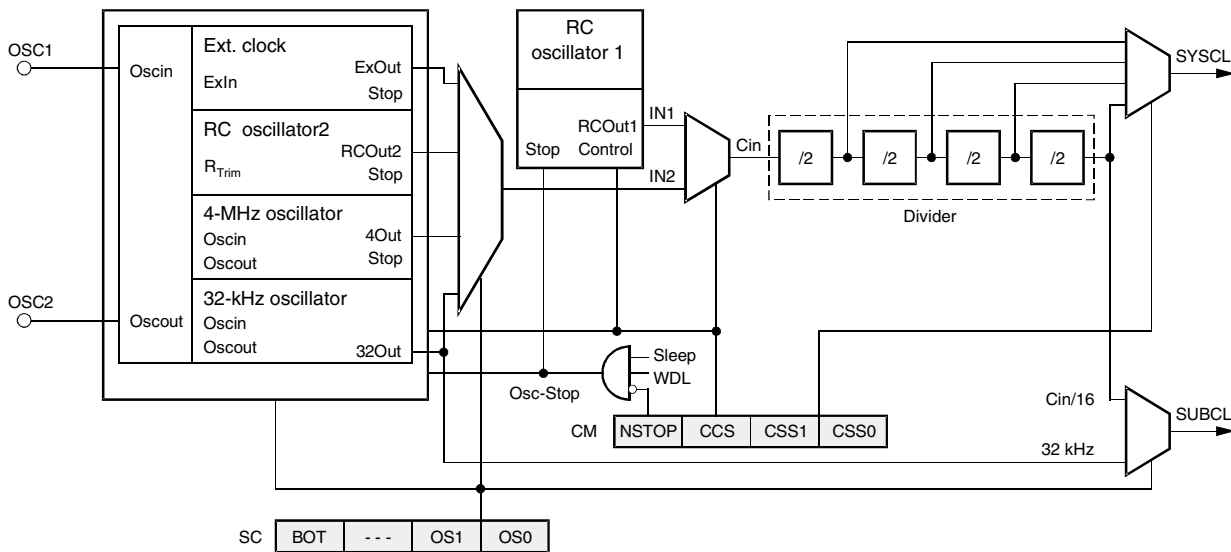 OSC1
Oscin
Ext. clock
ExIn
ExOut
Stop
RC oscillator2
RTrim
RCOut2
Stop
4-MHz oscillator
Oscin
Oscout
4Out
Stop
OSC2
Oscout
32-kHz oscillator
Oscin
Oscout
32Out
RC
oscillator 1
RCOut1
Stop Control
IN1
IN2
Cin
/2 /2 /2 /2
Divider
SYSCL
Sleep
WDL
Osc-Stop
CM NSTOP CCS CSS1 CSS0
Cin/16
32 kHz
SUBCL
SC BOT - - - OS1 OS0